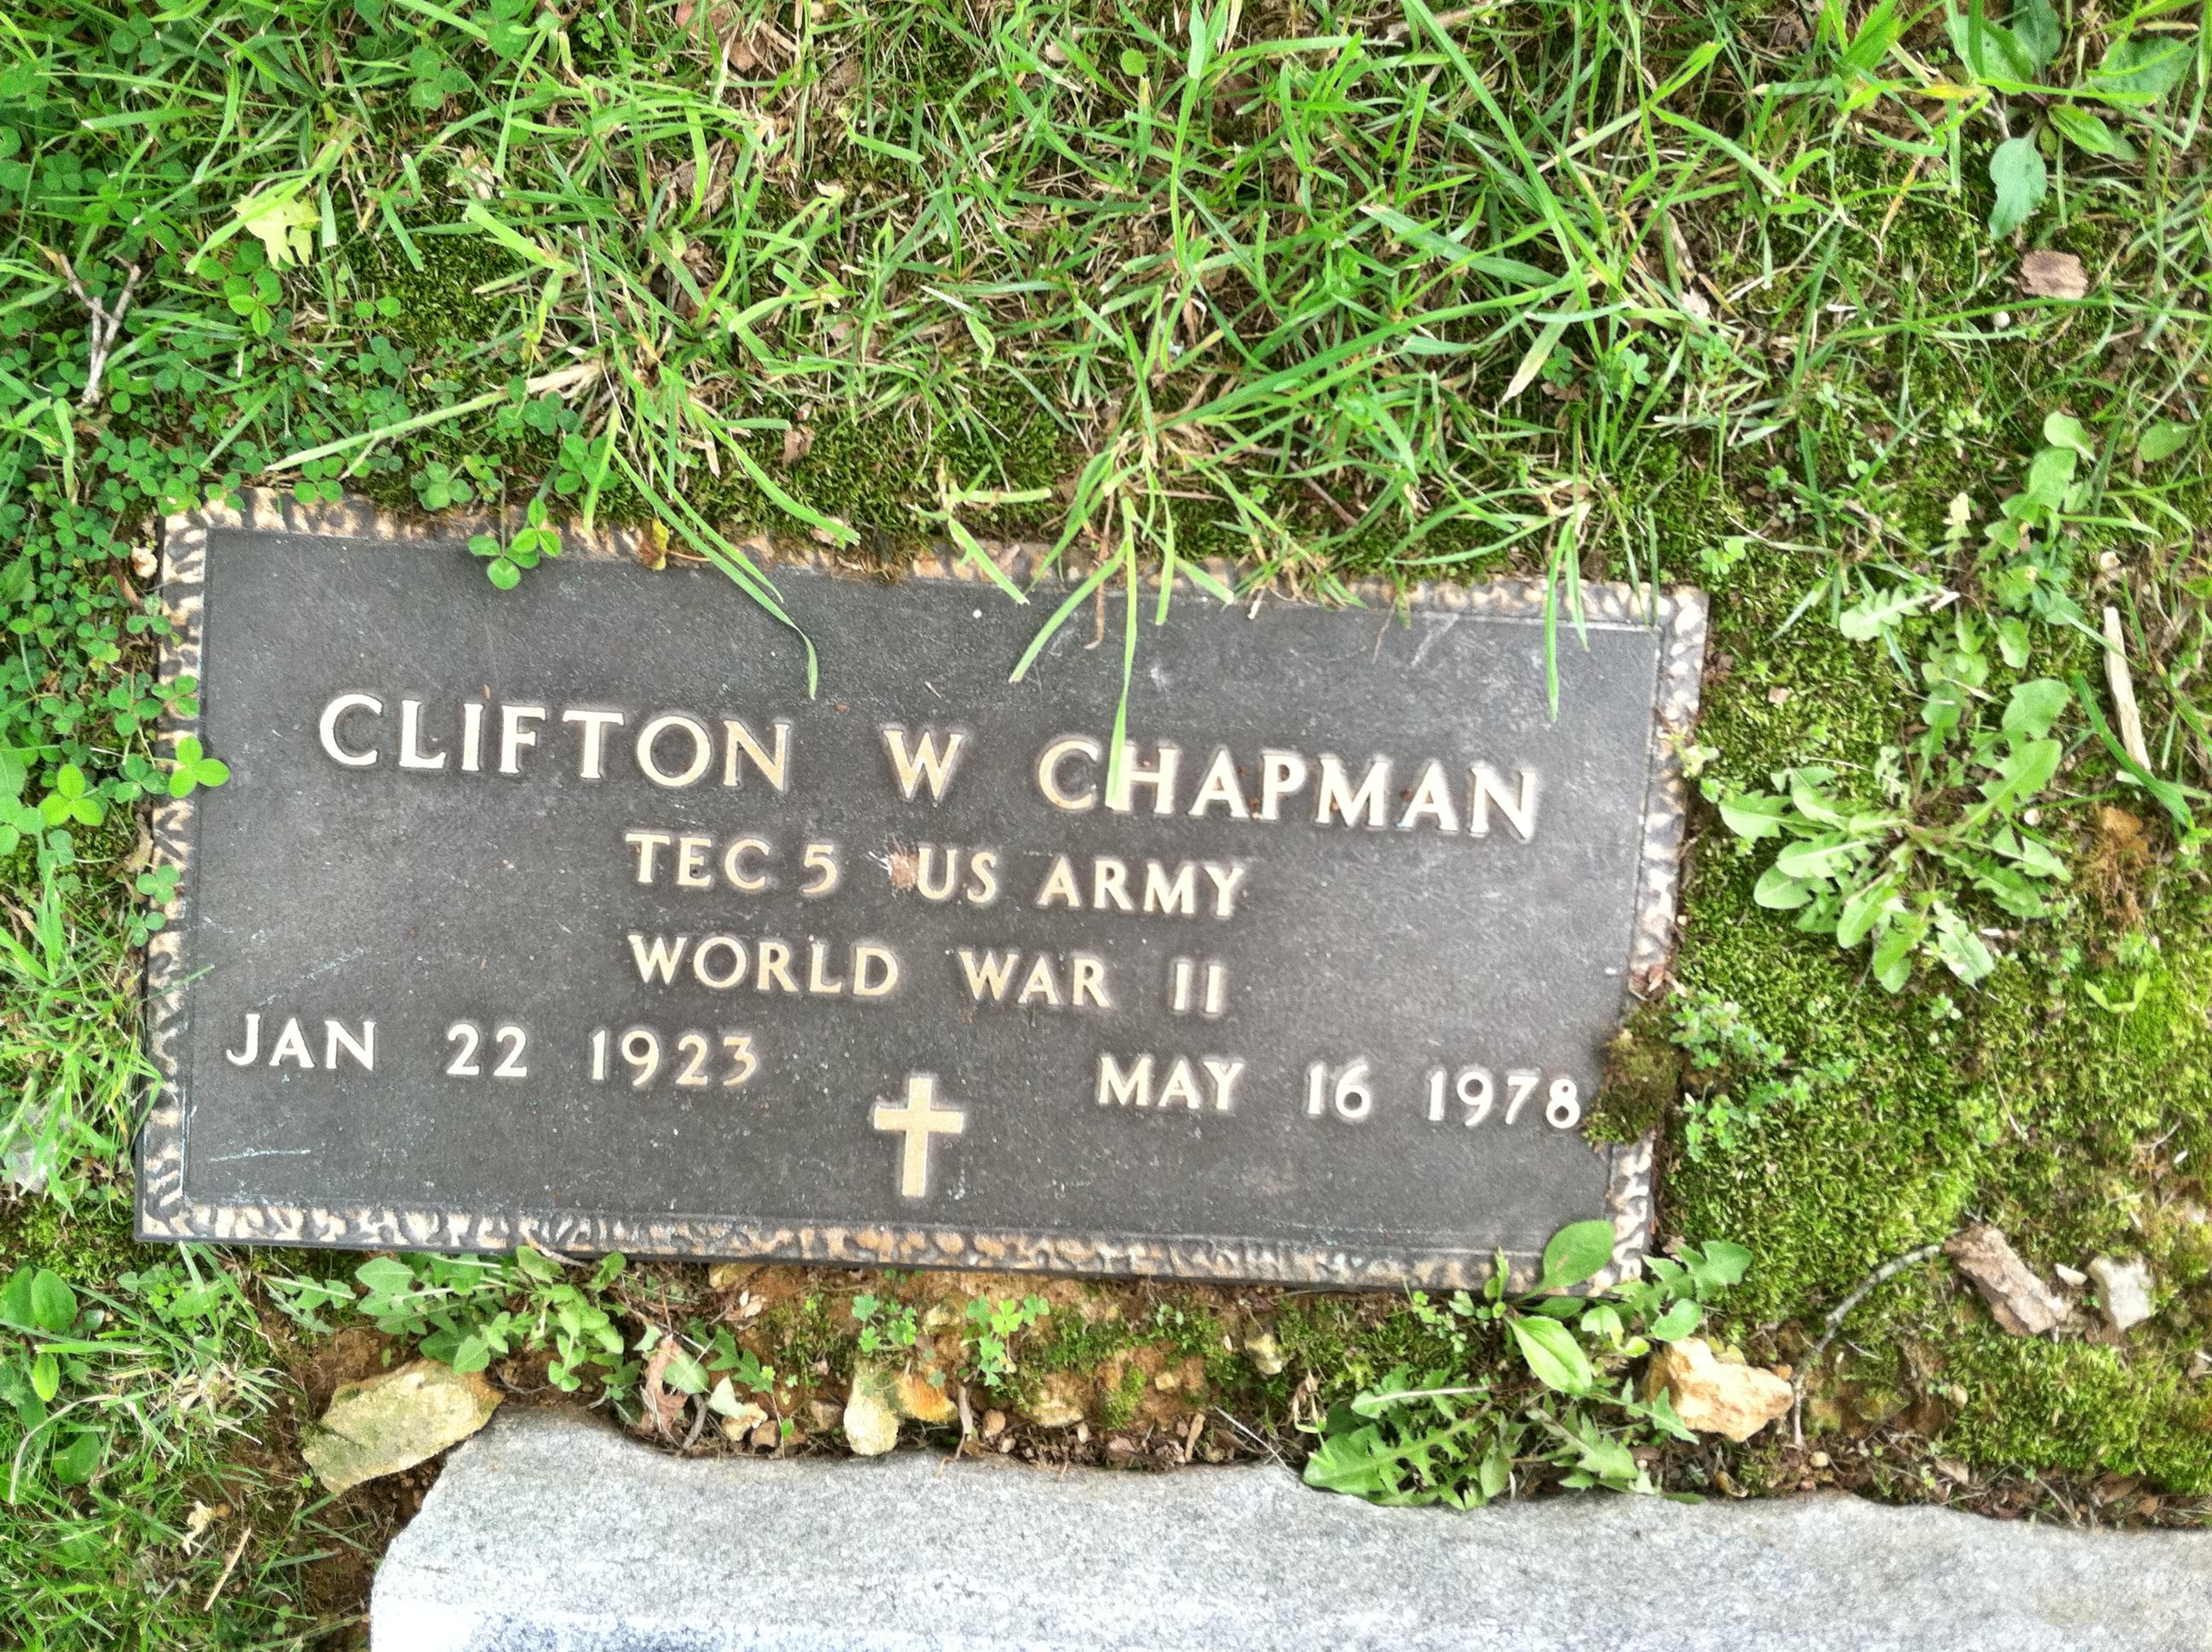 CLIFTON W CHAPMAN
TEC 5 US ARMY
WORLD WAR II
JAN 22 1923 MAY 16 1978